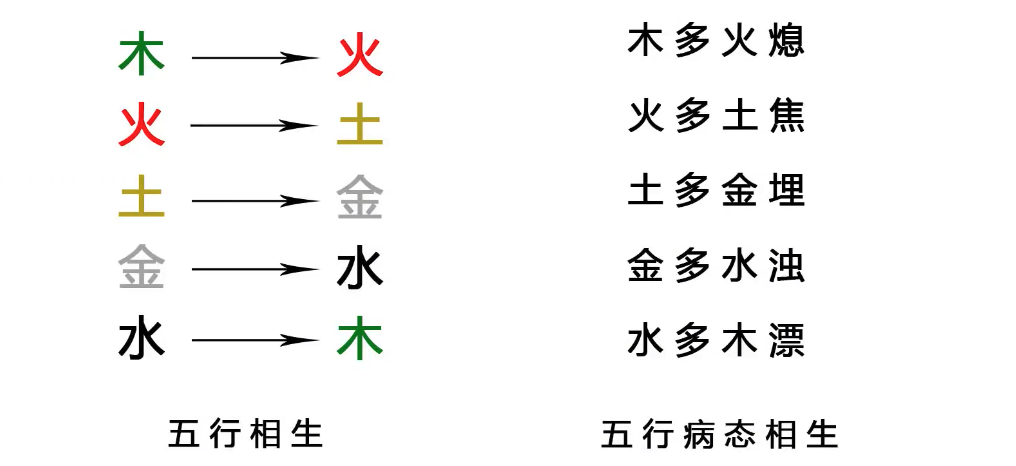 木 → 火
火 → 土
土 → 金
金 → 水
水 → 木
五行相生
木多火熄
火多土焦
土多金埋
金多水浊
水多木漂
五行病态相生